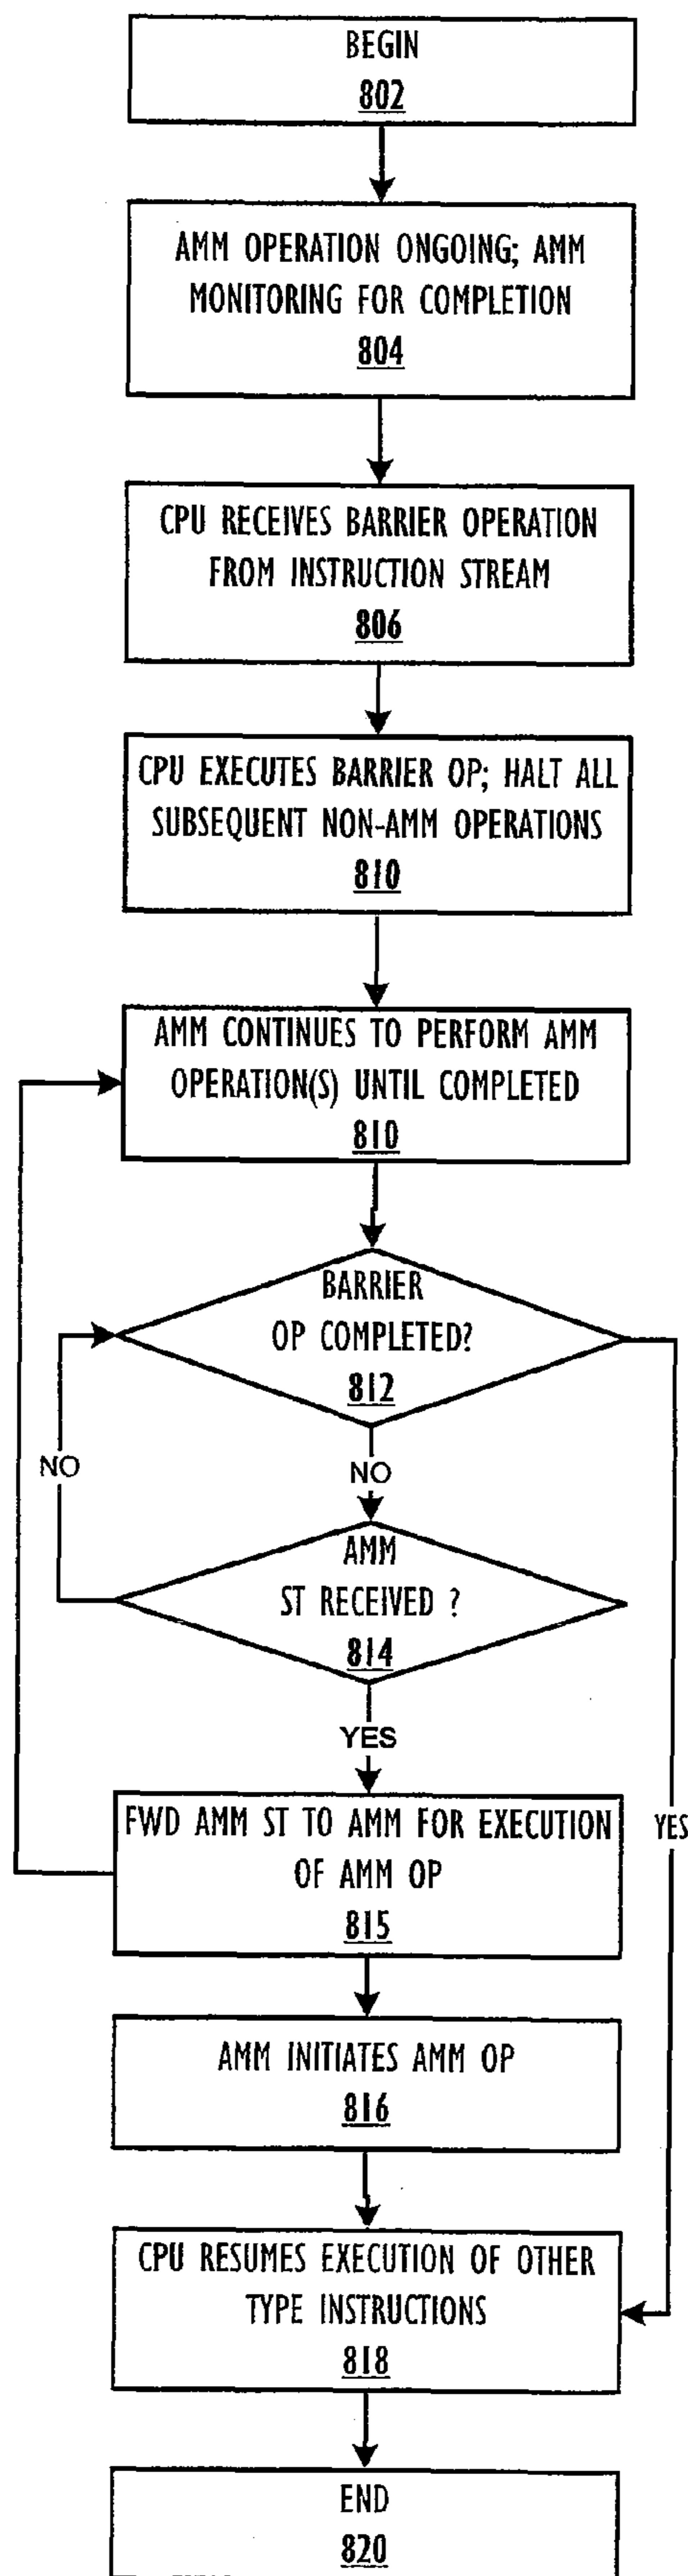 BEGIN
802
AMM OPERATION ONGOING; AMM
MONITORING FOR COMPLETION
804
CPU RECEIVES BARRIER OPERATION
FROM INSTRUCTION STREAM
806
CPU EXECUTES BARRIER OP; HALT ALL
SUBSEQUENT NON-AMM OPERATIONS
810
AMM CONTINUES TO PERFORM AMM
OPERATION(S) UNTIL COMPLETED
810
BARRIER
OP COMPLETED?
812
NO
NO
AMM
ST RECEIVED ?
814
YES
FWD AMM ST TO AMM FOR EXECUTION
OF AMM OP
815
YES
AMM INITIATES AMM OP
816
CPU RESUMES EXECUTION OF OTHER
TYPE INSTRUCTIONS
818
END
820